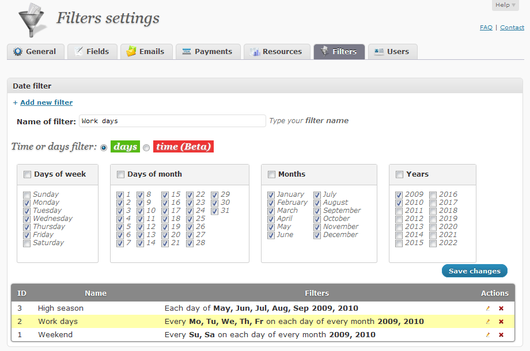 Help
Filters settings
FAQ | Contact
General Fields Emails Payments Resources Filters Users
Date filter
+ Add new filter
Name of filter: Work days Type your filter name
Time or days filter: days time (Beta)
Days of week Days of month Months Years
Sunday 1 8 15 22 29 January July 2009 2016
Monday 2 9 16 23 30 February August 2010 2017
Tuesday 3 10 17 24 31 March September 2011 2018
Wednesday 4 11 18 25 April October 2012 2019
Thursday 5 12 19 26 May November 2013 2020
Friday 6 13 20 27 June December 2014 2021
Saturday 7 14 21 28 2015 2022
Save changes
ID Name Filters Actions
3 High season Each day of May, Jun, Jul, Aug, Sep 2009, 2010
2 Work days Every Mo, Tu, We, Th, Fr on each day of every month 2009, 2010
1 Weekend Every Su, Sa on each day of every month 2009, 2010